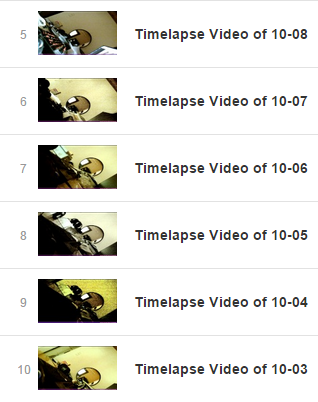 5 Timelapse Video of 10-08
6 Timelapse Video of 10-07
7 Timelapse Video of 10-06
8 Timelapse Video of 10-05
9 Timelapse Video of 10-04
10 Timelapse Video of 10-03